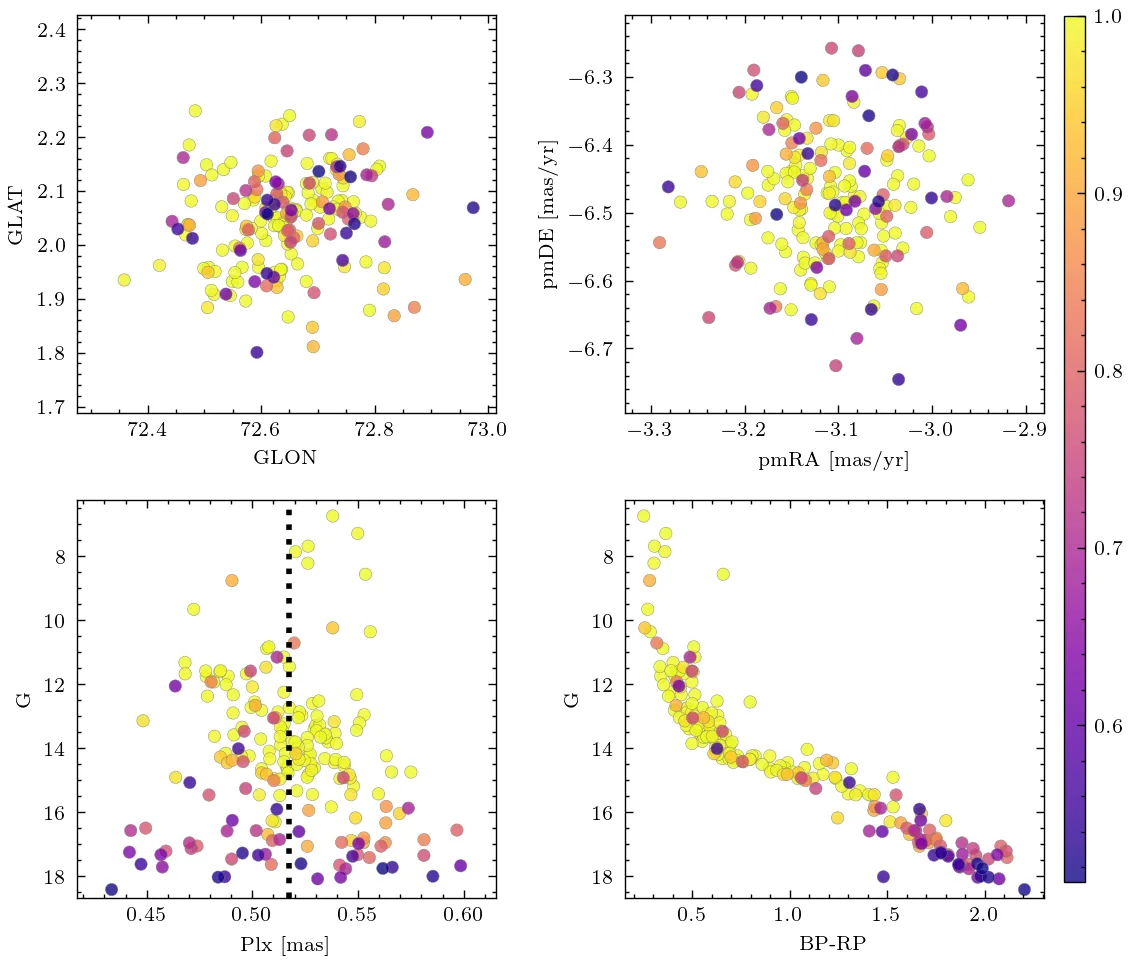 2.4
2.3
2.2
2.1
2.0
1.9
1.8
1.7
GLAT
72.4 72.6 72.8 73.0
GLON
−6.3
−6.4
−6.5
−6.6
−6.7
pmDE [mas/yr]
−3.3 −3.2 −3.1 −3.0 −2.9
pmRA [mas/yr]
1.0
0.9
0.8
0.7
0.6
8
10
12
14
16
18
G
0.45 0.50 0.55 0.60
Plx [mas]
8
10
12
14
16
18
G
0.5 1.0 1.5 2.0
BP-RP